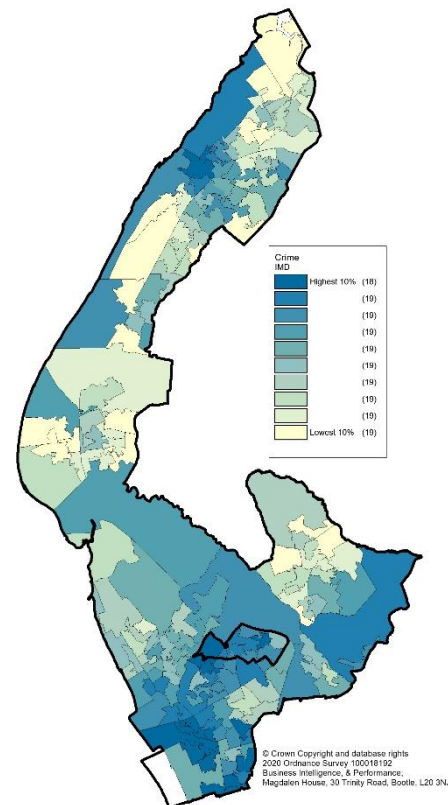 Crime
IMD
Highest 10% (18)
(19)
(19)
(19)
(19)
(19)
(19)
(19)
(19)
Lowest 10% (19)
© Crown Copyright and database rights
2020 Ordnance Survey 100018192
Business Intelligence, & Performance,
Magdalen House, 30 Trinity Road, Bootle, L20 3NJ